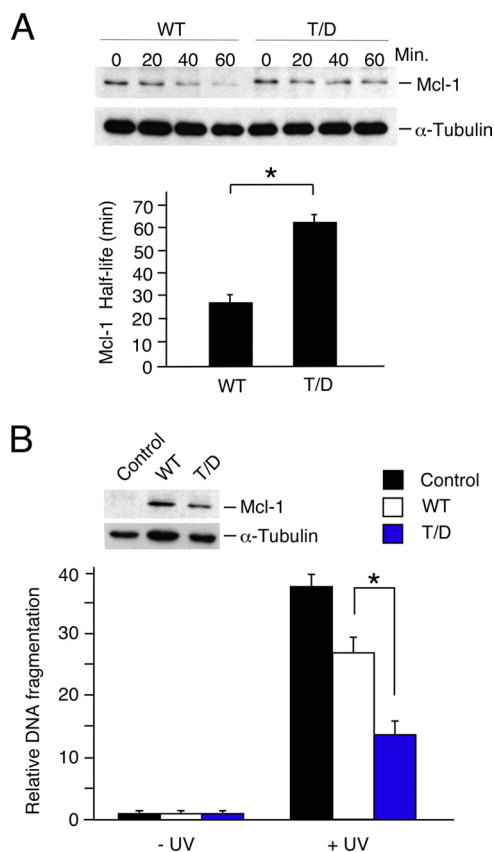 A
WT T/D
0 20 40 60 0 20 40 60 Min.
Mcl-1
α-Tubulin
*
Mcl-1 Half-life (min)
70
60
50
40
30
20
10
0
WT T/D
B
Control WT T/D
Mcl-1
α-Tubulin
Control
WT
T/D
*
Relative DNA fragmentation
40
30
20
10
0
- UV + UV